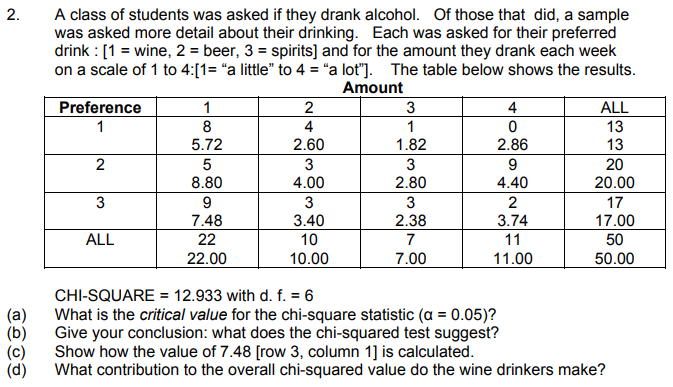 2. A class of students was asked if they drank alcohol. Of those that did, a sample
was asked more detail about their drinking. Each was asked for their preferred
drink : [1 = wine, 2 = beer, 3 = spirits] and for the amount they drank each week
on a scale of 1 to 4:[1= “a little” to 4 = “a lot”]. The table below shows the results.
Amount
Preference 1 2 3 4 ALL
1 8 4 1 0 13
5.72 2.60 1.82 2.86 13
2 5 3 3 9 20
8.80 4.00 2.80 4.40 20.00
3 9 3 3 2 17
7.48 3.40 2.38 3.74 17.00
ALL 22 10 7 11 50
22.00 10.00 7.00 11.00 50.00
CHI-SQUARE = 12.933 with d. f. = 6
(a) What is the critical value for the chi-square statistic (α = 0.05)?
(b) Give your conclusion: what does the chi-squared test suggest?
(c) Show how the value of 7.48 [row 3, column 1] is calculated.
(d) What contribution to the overall chi-squared value do the wine drinkers make?